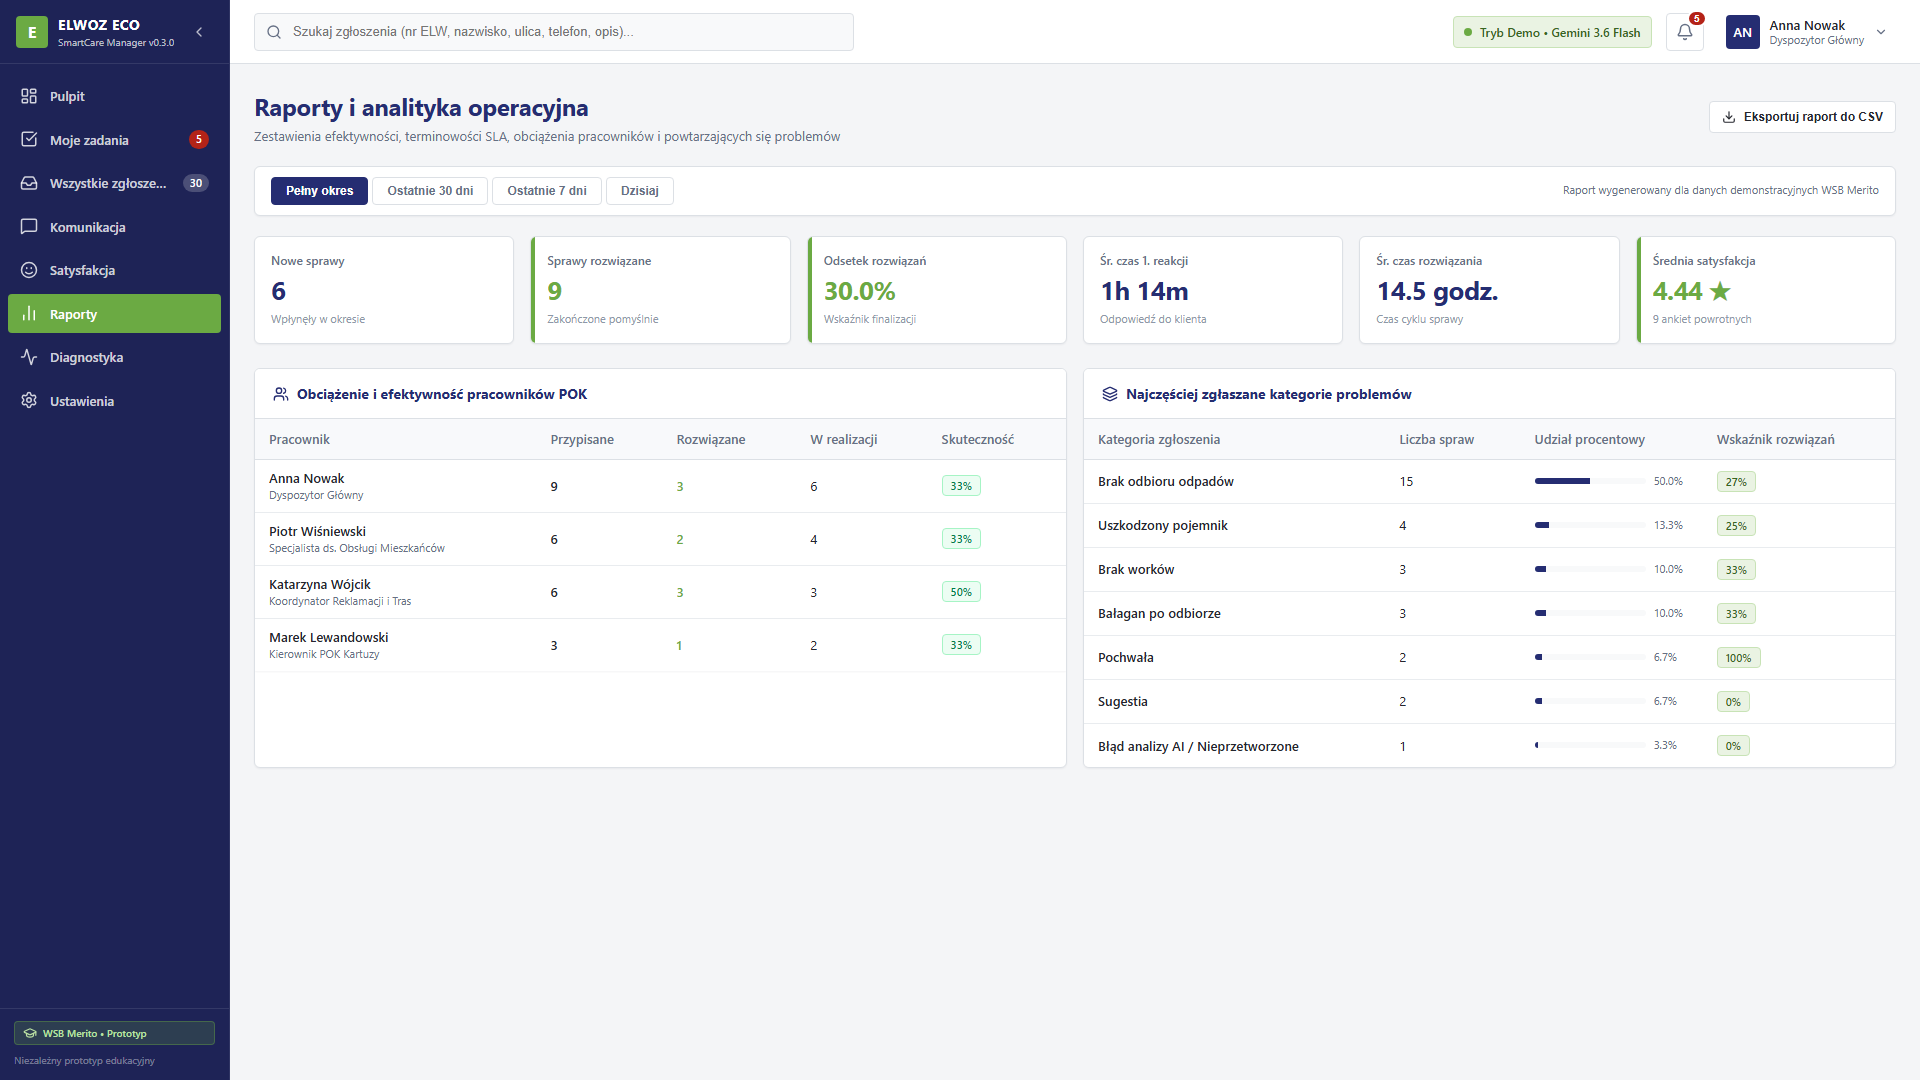 E
ELWOZ ECO
SmartCare Manager v0.3.0
Pulpit
Moje zadania
5
Wszystkie zgłosze...
30
Komunikacja
Satysfakcja
Raporty
Diagnostyka
Ustawienia
WSB Merito • Prototyp
Niezależny prototyp edukacyjny
Szukaj zgłoszenia (nr ELW, nazwisko, ulica, telefon, opis)...
Tryb Demo • Gemini 3.6 Flash
5
AN
Anna Nowak
Dyspozytor Główny
Raporty i analityka operacyjna
Zestawienia efektywności, terminowości SLA, obciążenia pracowników i powtarzających się problemów
Eksportuj raport do CSV
Pełny okres
Ostatnie 30 dni
Ostatnie 7 dni
Dzisiaj
Raport wygenerowany dla danych demonstracyjnych WSB Merito
Nowe sprawy
6
Wpłynęły w okresie
Sprawy rozwiązane
9
Zakończone pomyślnie
Odsetek rozwiązań
30.0%
Wskaźnik finalizacji
Śr. czas 1. reakcji
1h 14m
Odpowiedź do klienta
Śr. czas rozwiązania
14.5 godz.
Czas cyklu sprawy
Średnia satysfakcja
4.44 ★
9 ankiet powrotnych
Obciążenie i efektywność pracowników POK
Pracownik Przypisane Rozwiązane W realizacji Skuteczność
Anna Nowak
Dyspozytor Główny
9 3 6 33%
Piotr Wiśniewski
Specjalista ds. Obsługi Mieszkańców
6 2 4 33%
Katarzyna Wójcik
Koordynator Reklamacji i Tras
6 3 3 50%
Marek Lewandowski
Kierownik POK Kartuzy
3 1 2 33%
Najczęściej zgłaszane kategorie problemów
Kategoria zgłoszenia Liczba spraw Udział procentowy Wskaźnik rozwiązań
Brak odbioru odpadów 15 50.0% 27%
Uszkodzony pojemnik 4 13.3% 25%
Brak worków 3 10.0% 33%
Bałagan po odbiorze 3 10.0% 33%
Pochwała 2 6.7% 100%
Sugestia 2 6.7% 0%
Błąd analizy AI / Nieprzetworzone 1 3.3% 0%